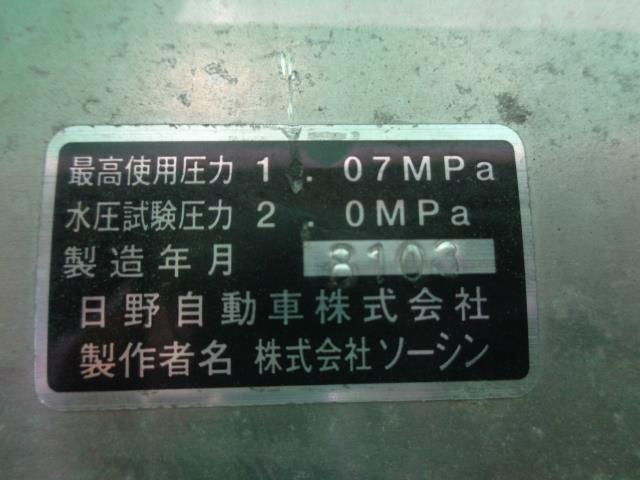 最高使用圧力 1.07MPa
水圧試験圧力 2.0MPa
製造年月 8103
日野自動車株式会社
製作者名 株式会社ソーシン